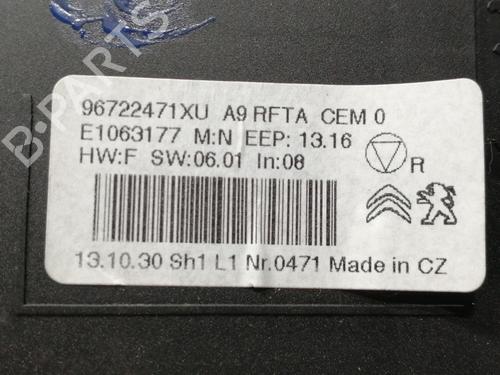 96722471XU A9 RFTA CEM 0
E1063177 M:N EEP: 13.16
HW:F SW:06.01 In:08
R
13.10.30 Sh1 L1 Nr.0471 Made in CZ